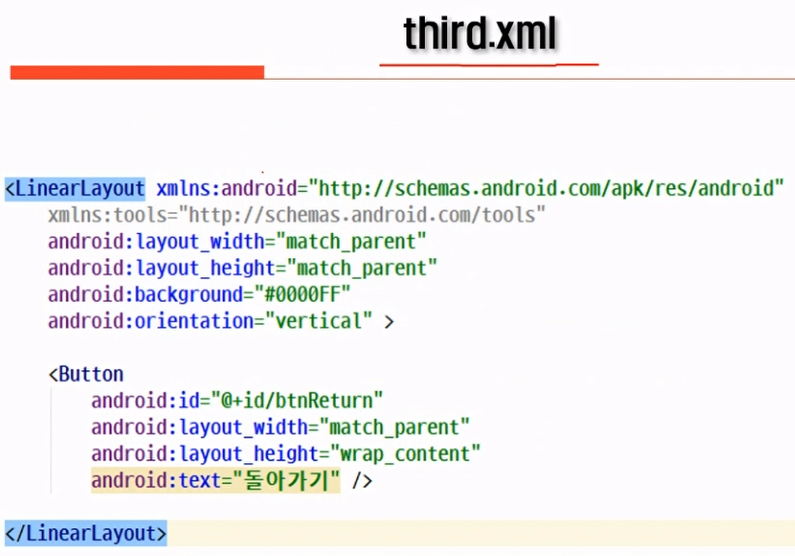 third.xml
<LinearLayout xmlns:android="http://schemas.android.com/apk/res/android"
xmlns:tools="http://schemas.android.com/tools"
android:layout_width="match_parent"
android:layout_height="match_parent"
android:background="#0000FF"
android:orientation="vertical" >
<Button
android:id="@+id/btnReturn"
android:layout_width="match_parent"
android:layout_height="wrap_content"
android:text="돌아가기" />
</LinearLayout>